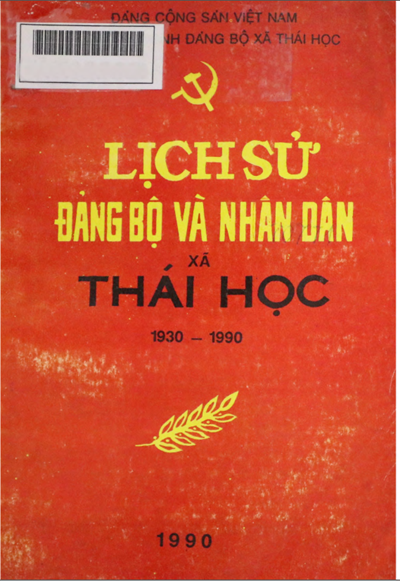 ĐẢNG CỘNG SẢN VIỆT NAM
NH ĐẢNG BỘ XÃ THÁI HỌC
LỊCH SỬ
ĐẢNG BỘ VÀ NHÂN DÂN
XÃ
THÁI HỌC
1930 - 1990
1990